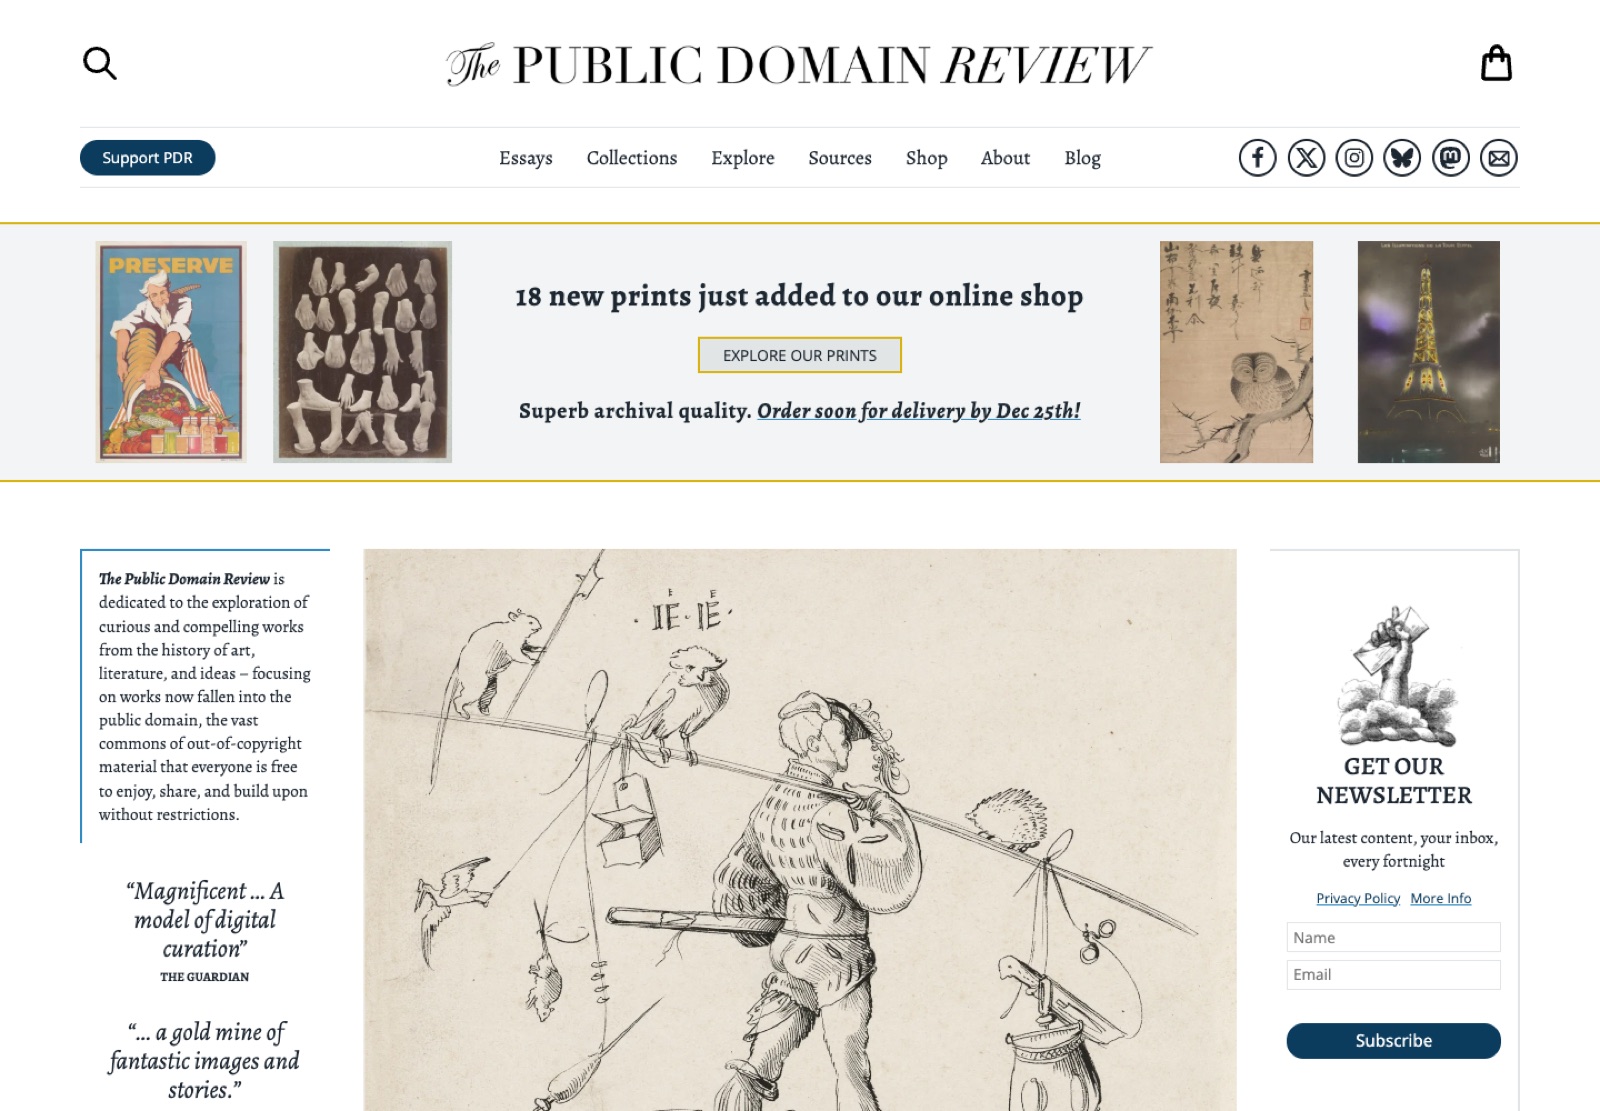 The PUBLIC DOMAIN REVIEW
Support PDR
Essays
Collections
Explore
Sources
Shop
About
Blog
PRESERVE
18 new prints just added to our online shop
EXPLORE OUR PRINTS
Superb archival quality. Order soon for delivery by Dec 25th!
The Public Domain Review is
dedicated to the exploration of
curious and compelling works
from the history of art,
literature, and ideas – focusing
on works now fallen into the
public domain, the vast
commons of out-of-copyright
material that everyone is free
to enjoy, share, and build upon
without restrictions.
“Magnificent ... A
model of digital
curation”
THE GUARDIAN
“... a gold mine of
fantastic images and
stories.”
GET OUR
NEWSLETTER
Our latest content, your inbox,
every fortnight
Privacy Policy
More Info
Name
Email
Subscribe